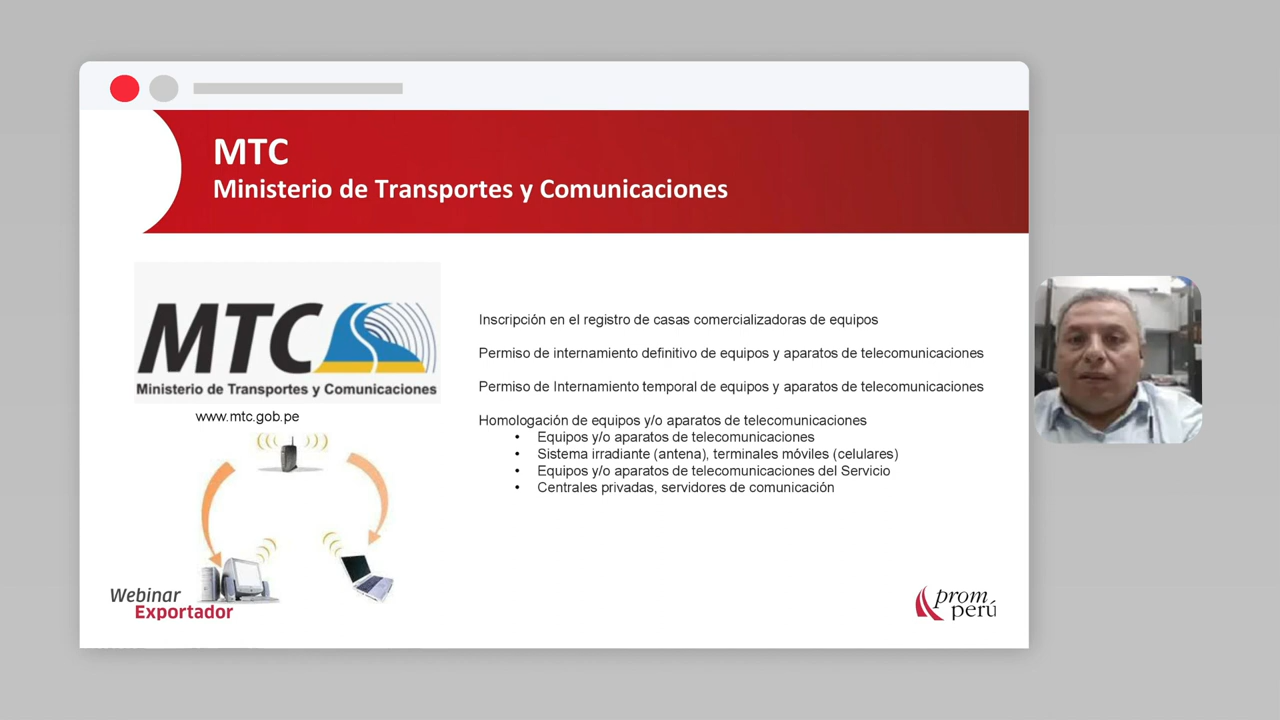 MTC
Ministerio de Transportes y Comunicaciones
MTC
Ministerio de Transportes y Comunicaciones
www.mtc.gob.pe
Inscripción en el registro de casas comercializadoras de equipos
Permiso de internamiento definitivo de equipos y aparatos de telecomunicaciones
Permiso de Internamiento temporal de equipos y aparatos de telecomunicaciones
Homologación de equipos y/o aparatos de telecomunicaciones
• Equipos y/o aparatos de telecomunicaciones
• Sistema irradiante (antena), terminales móviles (celulares)
• Equipos y/o aparatos de telecomunicaciones del Servicio
• Centrales privadas, servidores de comunicación
Webinar
Exportador
prom
perú